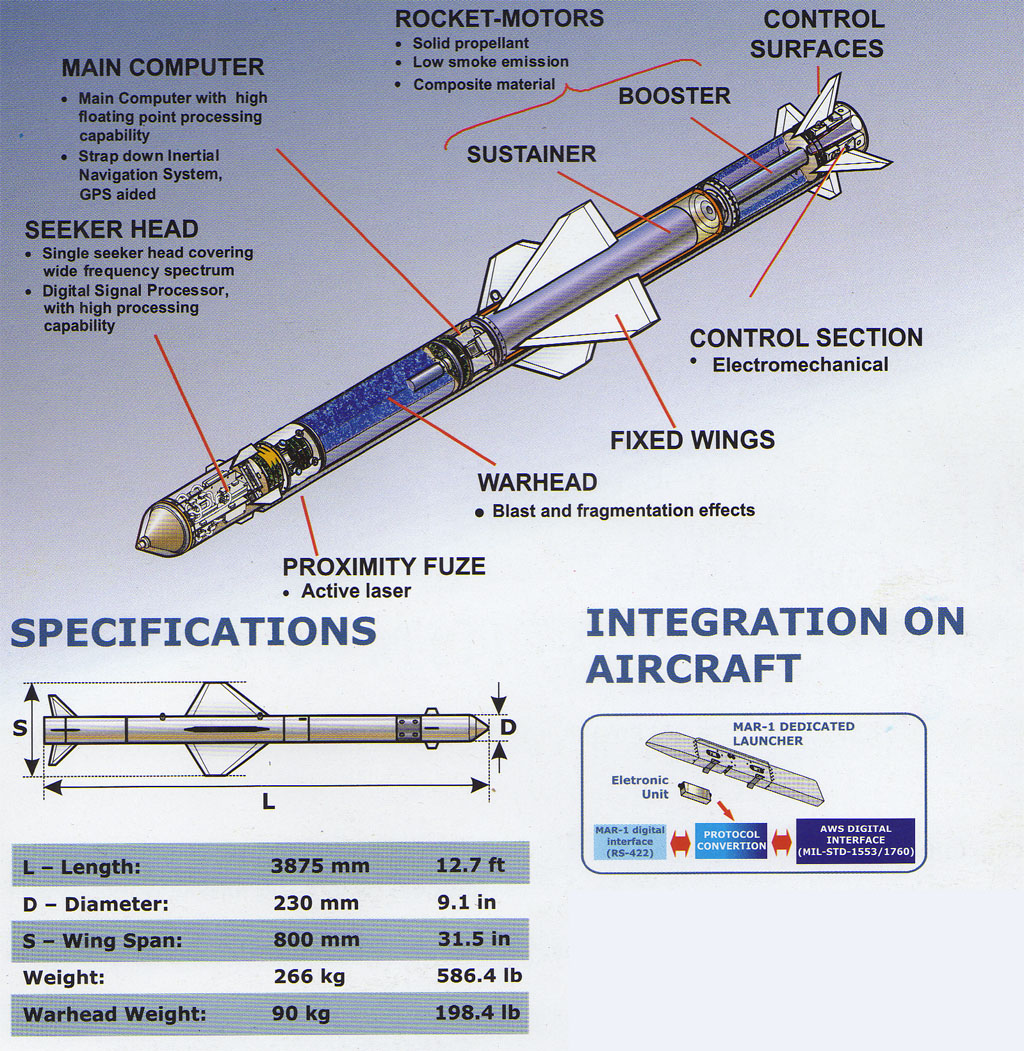 ROCKET-MOTORS
• Solid propellant
• Low smoke emission
• Composite material
CONTROL
SURFACES
MAIN COMPUTER
• Main Computer with high
floating point processing
capability
• Strap down Inertial
Navigation System,
GPS aided
BOOSTER
SUSTAINER
SEEKER HEAD
• Single seeker head covering
wide frequency spectrum
• Digital Signal Processor,
with high processing
capability
CONTROL SECTION
• Electromechanical
FIXED WINGS
WARHEAD
• Blast and fragmentation effects
PROXIMITY FUZE
• Active laser
SPECIFICATIONS
S
D
L
L – Length: 3875 mm 12.7 ft
D – Diameter: 230 mm 9.1 in
S – Wing Span: 800 mm 31.5 in
Weight: 266 kg 586.4 lb
Warhead Weight: 90 kg 198.4 lb
INTEGRATION ON
AIRCRAFT
MAR-1 DEDICATED
LAUNCHER
Eletronic
Unit
MAR-1 digital
interface
(RS-422)
PROTOCOL
CONVERTION
AWS DIGITAL
INTERFACE
(MIL-STD-1553/1760)